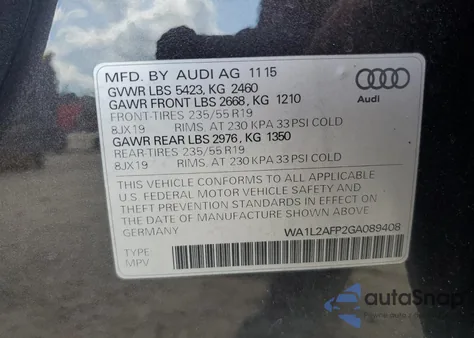 MFD. BY AUDI AG 11 15
GVWR LBS 5423, KG 2460
GAWR FRONT LBS 2668, KG 1210
FRONT-TIRES 235/55 R19
8JX19 RIMS. AT 230 KPA 33 PSI COLD
GAWR REAR LBS 2976, KG 1350
REAR-TIRES 235/55 R19
8JX19 RIMS. AT 230 KPA 33 PSI COLD
Audi
THIS VEHICLE CONFORMS TO ALL APPLICABLE
U.S. FEDERAL MOTOR VEHICLE SAFETY AND
THEFT PREVENTION STANDARDS IN EFFECT ON
THE DATE OF MANUFACTURE SHOWN ABOVE.
GERMANY
WA1L2AFP2GA089408
TYPE:
MPV
autoSnap